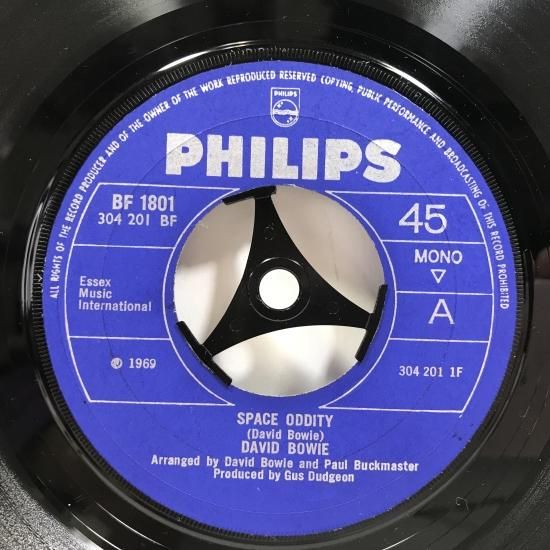 ALL RIGHTS OF THE RECORD PRODUCER AND OF THE OWNER OF THE WORK REPRODUCED RESERVED COPYING, PUBLIC PERFORMANCE AND BROADCASTING OF THIS RECORD PROHIBITED
PHILIPS
PHILIPS
BF 1801
304 201 BF
45
MONO
A
Essex
Music
International
℗ 1969
304 201 1F
SPACE ODDITY
(David Bowie)
DAVID BOWIE
Arranged by David Bowie and Paul Buckmaster
Produced by Gus Dudgeon